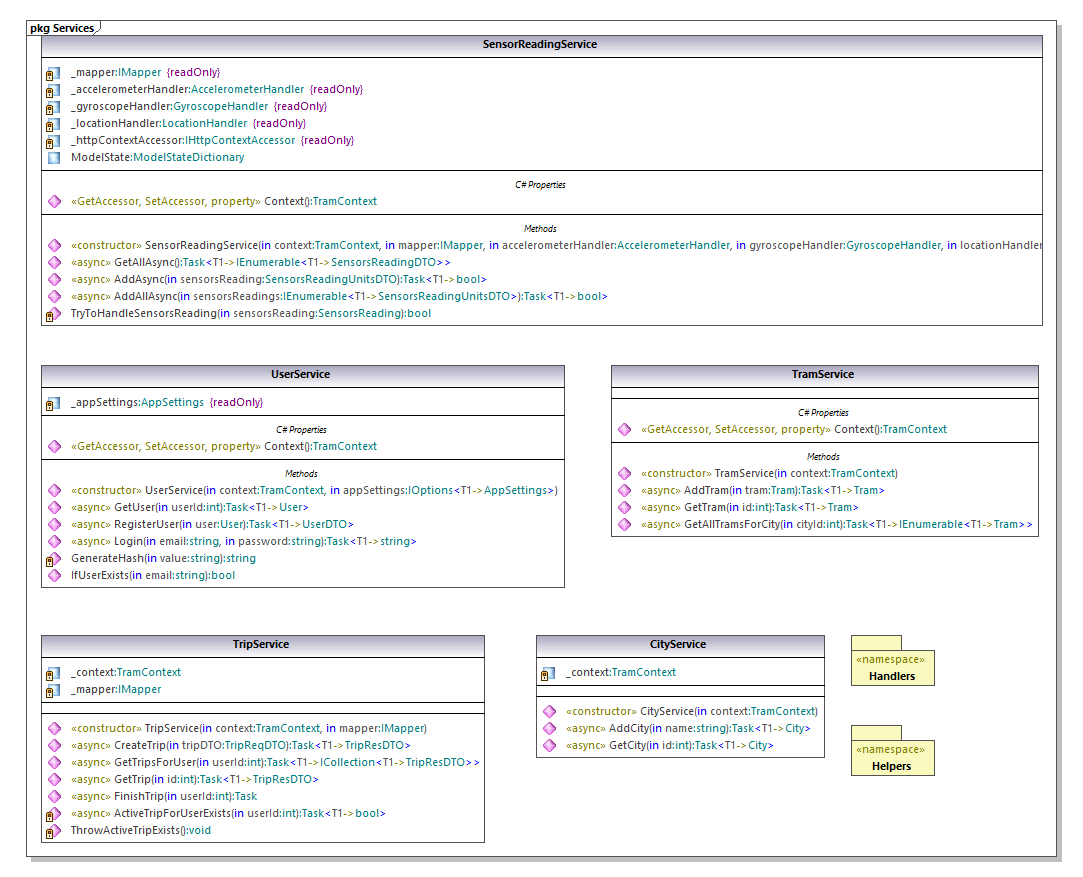 pkg Services
SensorReadingService
_mapper:IMapper {readOnly}
_accelerometerHandler:AccelerometerHandler {readOnly}
_gyroscopeHandler:GyroscopeHandler {readOnly}
_locationHandler:LocationHandler {readOnly}
_httpContextAccessor:IHttpContextAccessor {readOnly}
ModelState:ModelStateDictionary
C# Properties
«GetAccessor, SetAccessor, property» Context():TramContext
Methods
«constructor» SensorReadingService(in context:TramContext, in mapper:IMapper, in accelerometerHandler:AccelerometerHandler, in gyroscopeHandler:GyroscopeHandler, in locationHandler
«async» GetAllAsync():Task<T1->IEnumerable<T1->SensorsReadingDTO>>
«async» AddAsync(in sensorsReading:SensorsReadingUnitsDTO):Task<T1->bool>
«async» AddAllAsync(in sensorsReadings:IEnumerable<T1->SensorsReadingUnitsDTO>):Task<T1->bool>
TryToHandleSensorsReading(in sensorsReading:SensorsReading):bool
UserService
_appSettings:AppSettings {readOnly}
C# Properties
«GetAccessor, SetAccessor, property» Context():TramContext
Methods
«constructor» UserService(in context:TramContext, in appSettings:IOptions<T1->AppSettings>)
«async» GetUser(in userId:int):Task<T1->User>
«async» RegisterUser(in user:User):Task<T1->UserDTO>
«async» Login(in email:string, in password:string):Task<T1->string>
GenerateHash(in value:string):string
IfUserExists(in email:string):bool
TramService
C# Properties
«GetAccessor, SetAccessor, property» Context():TramContext
Methods
«constructor» TramService(in context:TramContext)
«async» AddTram(in tram:Tram):Task<T1->Tram>
«async» GetTram(in id:int):Task<T1->Tram>
«async» GetAllTramsForCity(in cityId:int):Task<T1->IEnumerable<T1->Tram>>
TripService
_context:TramContext
_mapper:IMapper
«constructor» TripService(in context:TramContext, in mapper:IMapper)
«async» CreateTrip(in tripDTO:TripReqDTO):Task<T1->TripResDTO>
«async» GetTripsForUser(in userId:int):Task<T1->ICollection<T1->TripResDTO>>
«async» GetTrip(in id:int):Task<T1->TripResDTO>
«async» FinishTrip(in userId:int):Task
«async» ActiveTripForUserExists(in userId:int):Task<T1->bool>
ThrowActiveTripExists():void
CityService
_context:TramContext
«constructor» CityService(in context:TramContext)
«async» AddCity(in name:string):Task<T1->City>
«async» GetCity(in id:int):Task<T1->City>
«namespace»
Handlers
«namespace»
Helpers